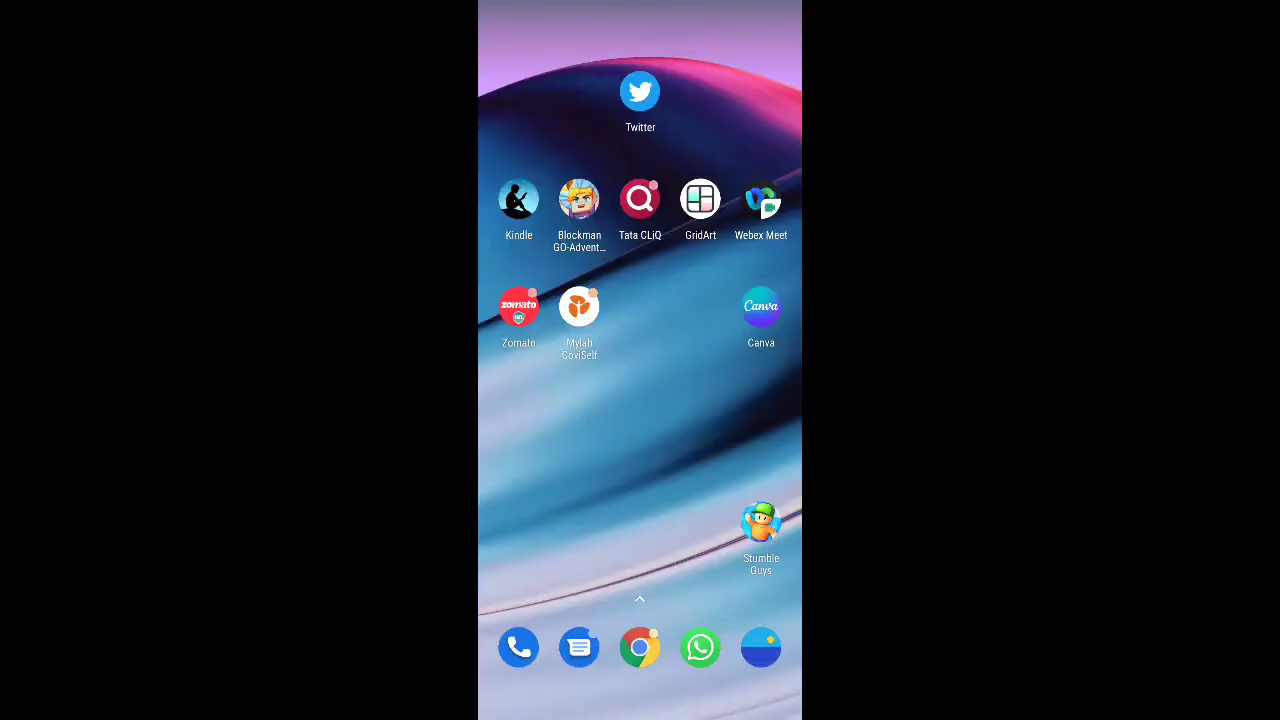 Twitter
Kindle
Blockman
GO-Advent...
Tata CLiQ
GridArt
Webex Meet
zomato
Zomato
Mylab
CoviSelf
Canva
Canva
Stumble
Guys